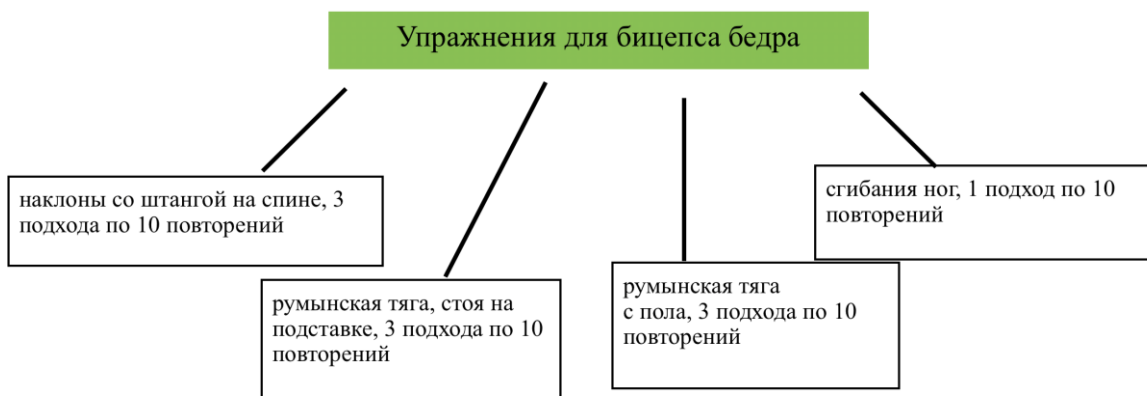 Упражнения для бицепса бедра
наклоны со штангой на спине, 3
подхода по 10 повторений
румынская тяга, стоя на
подставке, 3 подхода по 10
повторений
румынская тяга
с пола, 3 подхода по 10
повторений
сгибания ног, 1 подход по 10
повторений